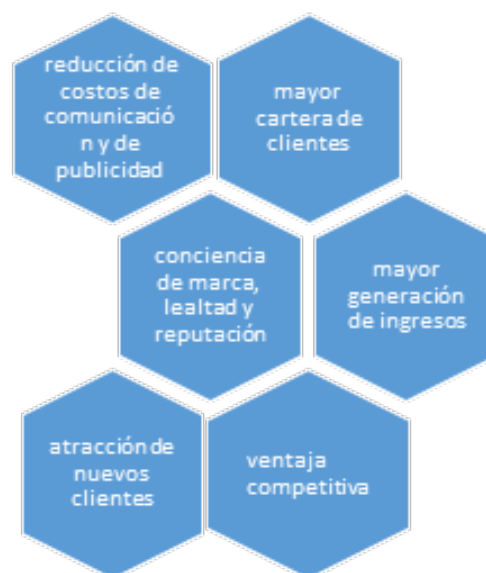 reducción de
costos de
comunicació
n y de
publicidad
mayor
cartera de
clientes
conciencia
de marca,
lealtad y
reputación
mayor
generación
de ingresos
atracción de
nuevos
clientes
ventaja
competitiva